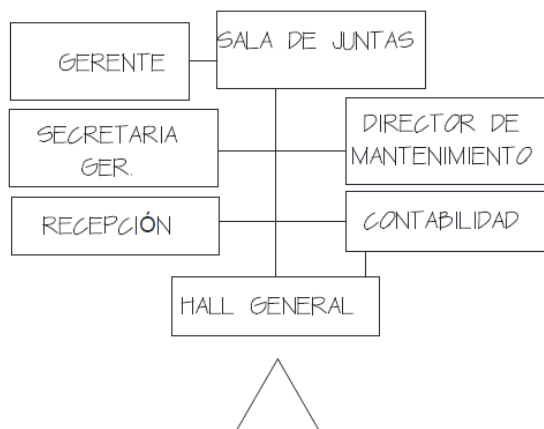 GERENTE
SALA DE JUNTAS
SECRETARIA
GER.
DIRECTOR DE
MANTENIMIENTO
RECEPCIÓN
CONTABILIDAD
HALL GENERAL